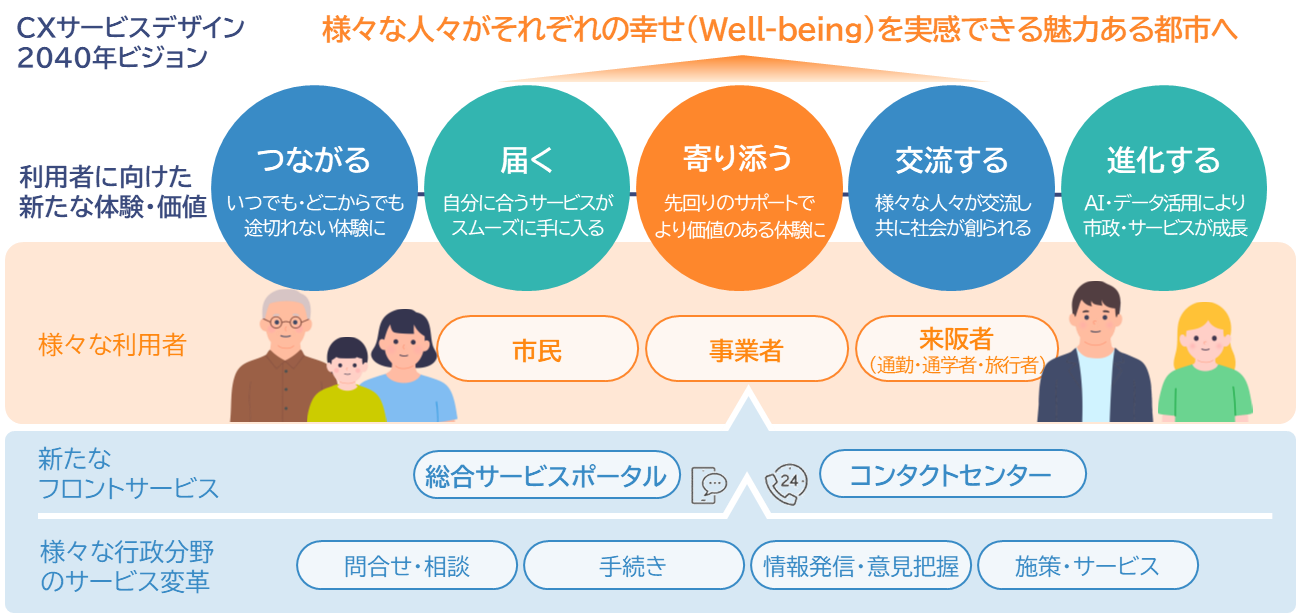 CXサービスデザイン
2040年ビジョン
様々な人々がそれぞれの幸せ(Well-being)を実感できる魅力ある都市へ
利用者に向けた
新たな体験・価値
つながる
いつでも・どこからでも
途切れない体験に
届く
自分に合うサービスが
スムーズに手に入る
寄り添う
先回りのサポートで
より価値のある体験に
交流する
様々な人々が交流し
共に社会が創られる
進化する
AI・データ活用により
市政・サービスが成長
様々な利用者
市民
事業者
来阪者
(通勤・通学者・旅行者)
新たな
フロントサービス
総合サービスポータル
24
コンタクトセンター
様々な行政分野
のサービス変革
問合せ・相談
手続き
情報発信・意見把握
施策・サービス